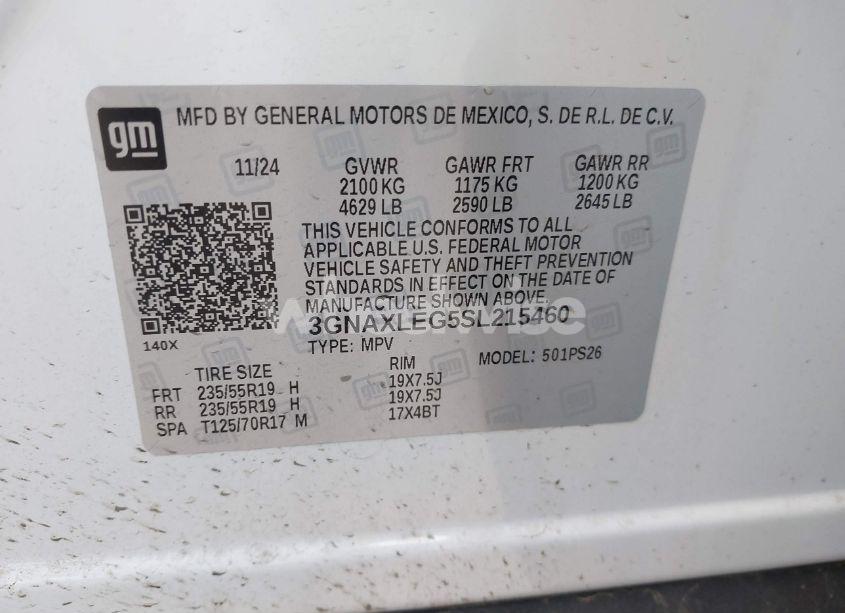 gm
MFD BY GENERAL MOTORS DE MEXICO, S. DE R.L. DE C.V.
11/24 GVWR GAWR FRT GAWR RR
2100 KG 1175 KG 1200 KG
4629 LB 2590 LB 2645 LB
THIS VEHICLE CONFORMS TO ALL
APPLICABLE U.S. FEDERAL MOTOR
VEHICLE SAFETY AND THEFT PREVENTION
STANDARDS IN EFFECT ON THE DATE OF
MANUFACTURE SHOWN ABOVE.
3GNAXLEG5SL215460
140X
TYPE: MPV MODEL: 501PS26
TIRE SIZE RIM
FRT 235/55R19 H 19X7.5J
RR 235/55R19 H 19X7.5J
SPA T125/70R17 M 17X4BT